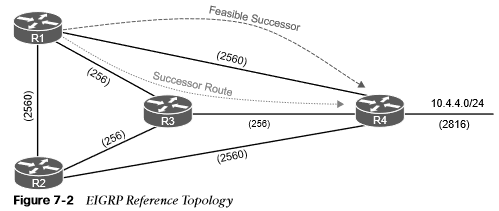 Feasible Successor
R1
(2560)
(256)
Successor Route
10.4.4.0/24
(2560)
R3
(256)
R4
(2816)
(256)
(2560)
R2
Figure 7-2 EIGRP Reference Topology